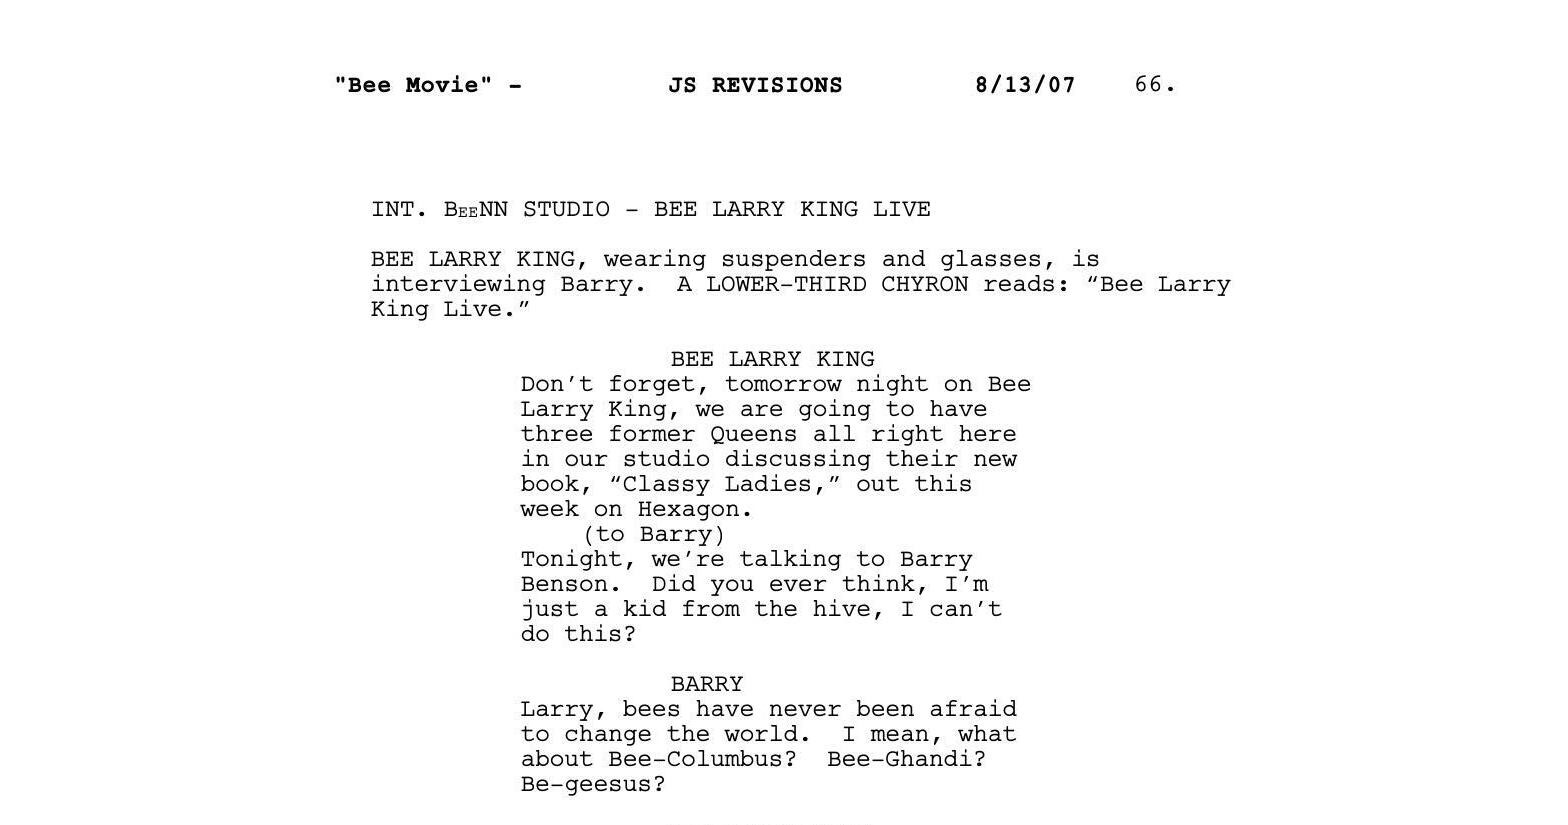 "Bee Movie" - JS REVISIONS 8/13/07 66.
INT. BEENN STUDIO - BEE LARRY KING LIVE
BEE LARRY KING, wearing suspenders and glasses, is
interviewing Barry.  A LOWER-THIRD CHYRON reads: “Bee Larry
King Live.”
BEE LARRY KING
Don’t forget, tomorrow night on Bee
Larry King, we are going to have
three former Queens all right here
in our studio discussing their new
book, “Classy Ladies,” out this
week on Hexagon.
(to Barry)
Tonight, we’re talking to Barry
Benson.  Did you ever think, I’m
just a kid from the hive, I can’t
do this?
BARRY
Larry, bees have never been afraid
to change the world.  I mean, what
about Bee-Columbus?  Bee-Ghandi?
Be-geesus?